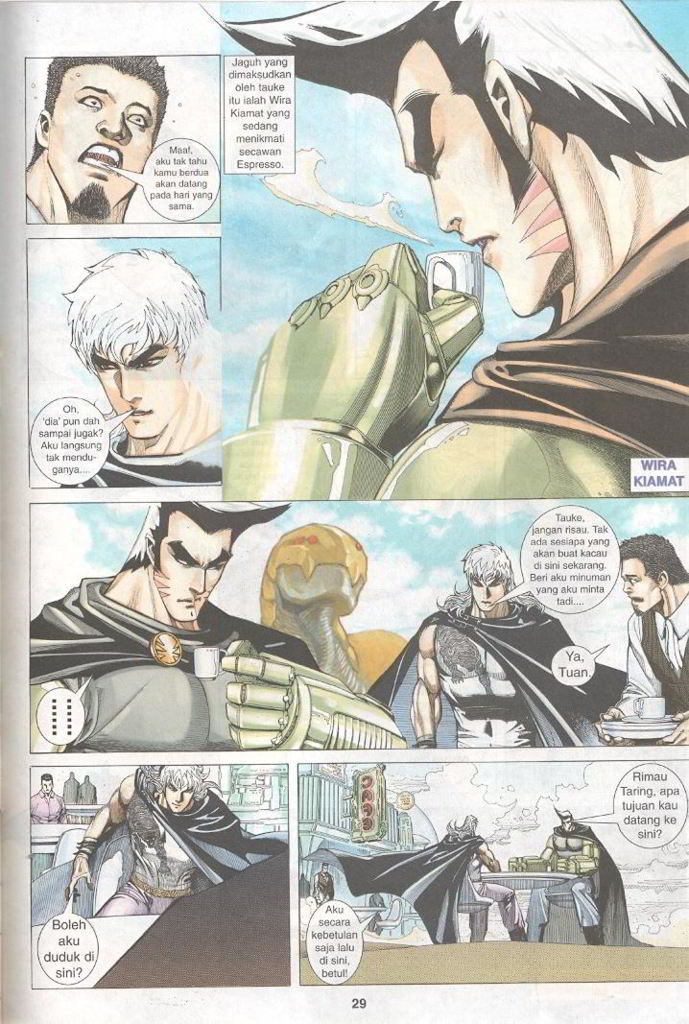 Maaf,
aku tak tahu
kamu berdua
akan datang
pada hari yang
sama.
Jaguh yang
dimaksudkan
oleh tauke
itu ialah Wira
Kiamat yang
sedang
menikmati
secawan
Espresso.
Oh,
'dia' pun dah
sampai jugak?
Aku langsung
tak mendu-
ganya....
WIRA
KIAMAT
Tauke,
jangan risau. Tak
ada sesiapa yang
akan buat kacau
di sini sekarang.
Beri aku minuman
yang aku minta
tadi....
Ya,
Tuan.
Boleh
aku
duduk di
sini?
CAFE
Rimau
Taring, apa
tujuan kau
datang ke
sini?
Aku
secara
kebetulan
saja lalu
di sini,
betul!
29